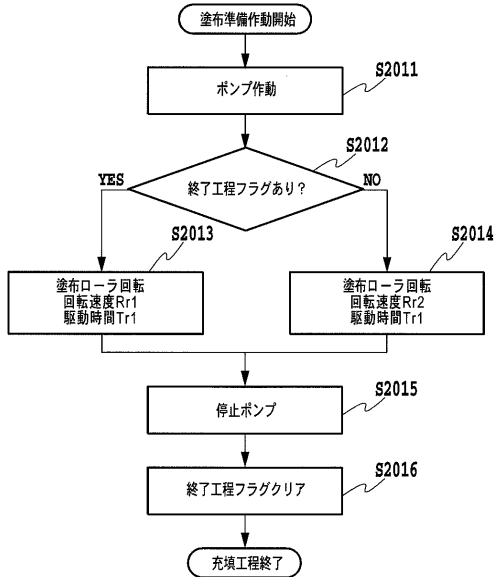 塗布準備作動開始
S2011
ポンプ作動
S2012
終了工程フラグあり?
YES
NO
S2013
塗布ローラ回転
回転速度Rr1
駆動時間Tr1
S2014
塗布ローラ回転
回転速度Rr2
駆動時間Tr1
S2015
停止ポンプ
S2016
終了工程フラグクリア
充填工程終了